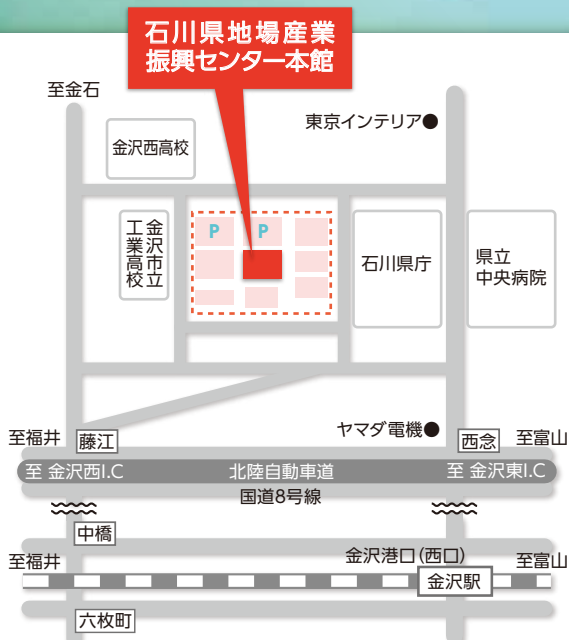 石川県地場産業
振興センター本館
至金石
東京インテリア●
金沢西高校
金沢市立
工業高校
P
P
石川県庁
県立
中央病院
ヤマダ電機●
至福井
藤江
西念
至富山
至 金沢西I.C
北陸自動車道
至 金沢東I.C
国道8号線
中橋
金沢港口(西口)
至福井
至富山
金沢駅
六枚町